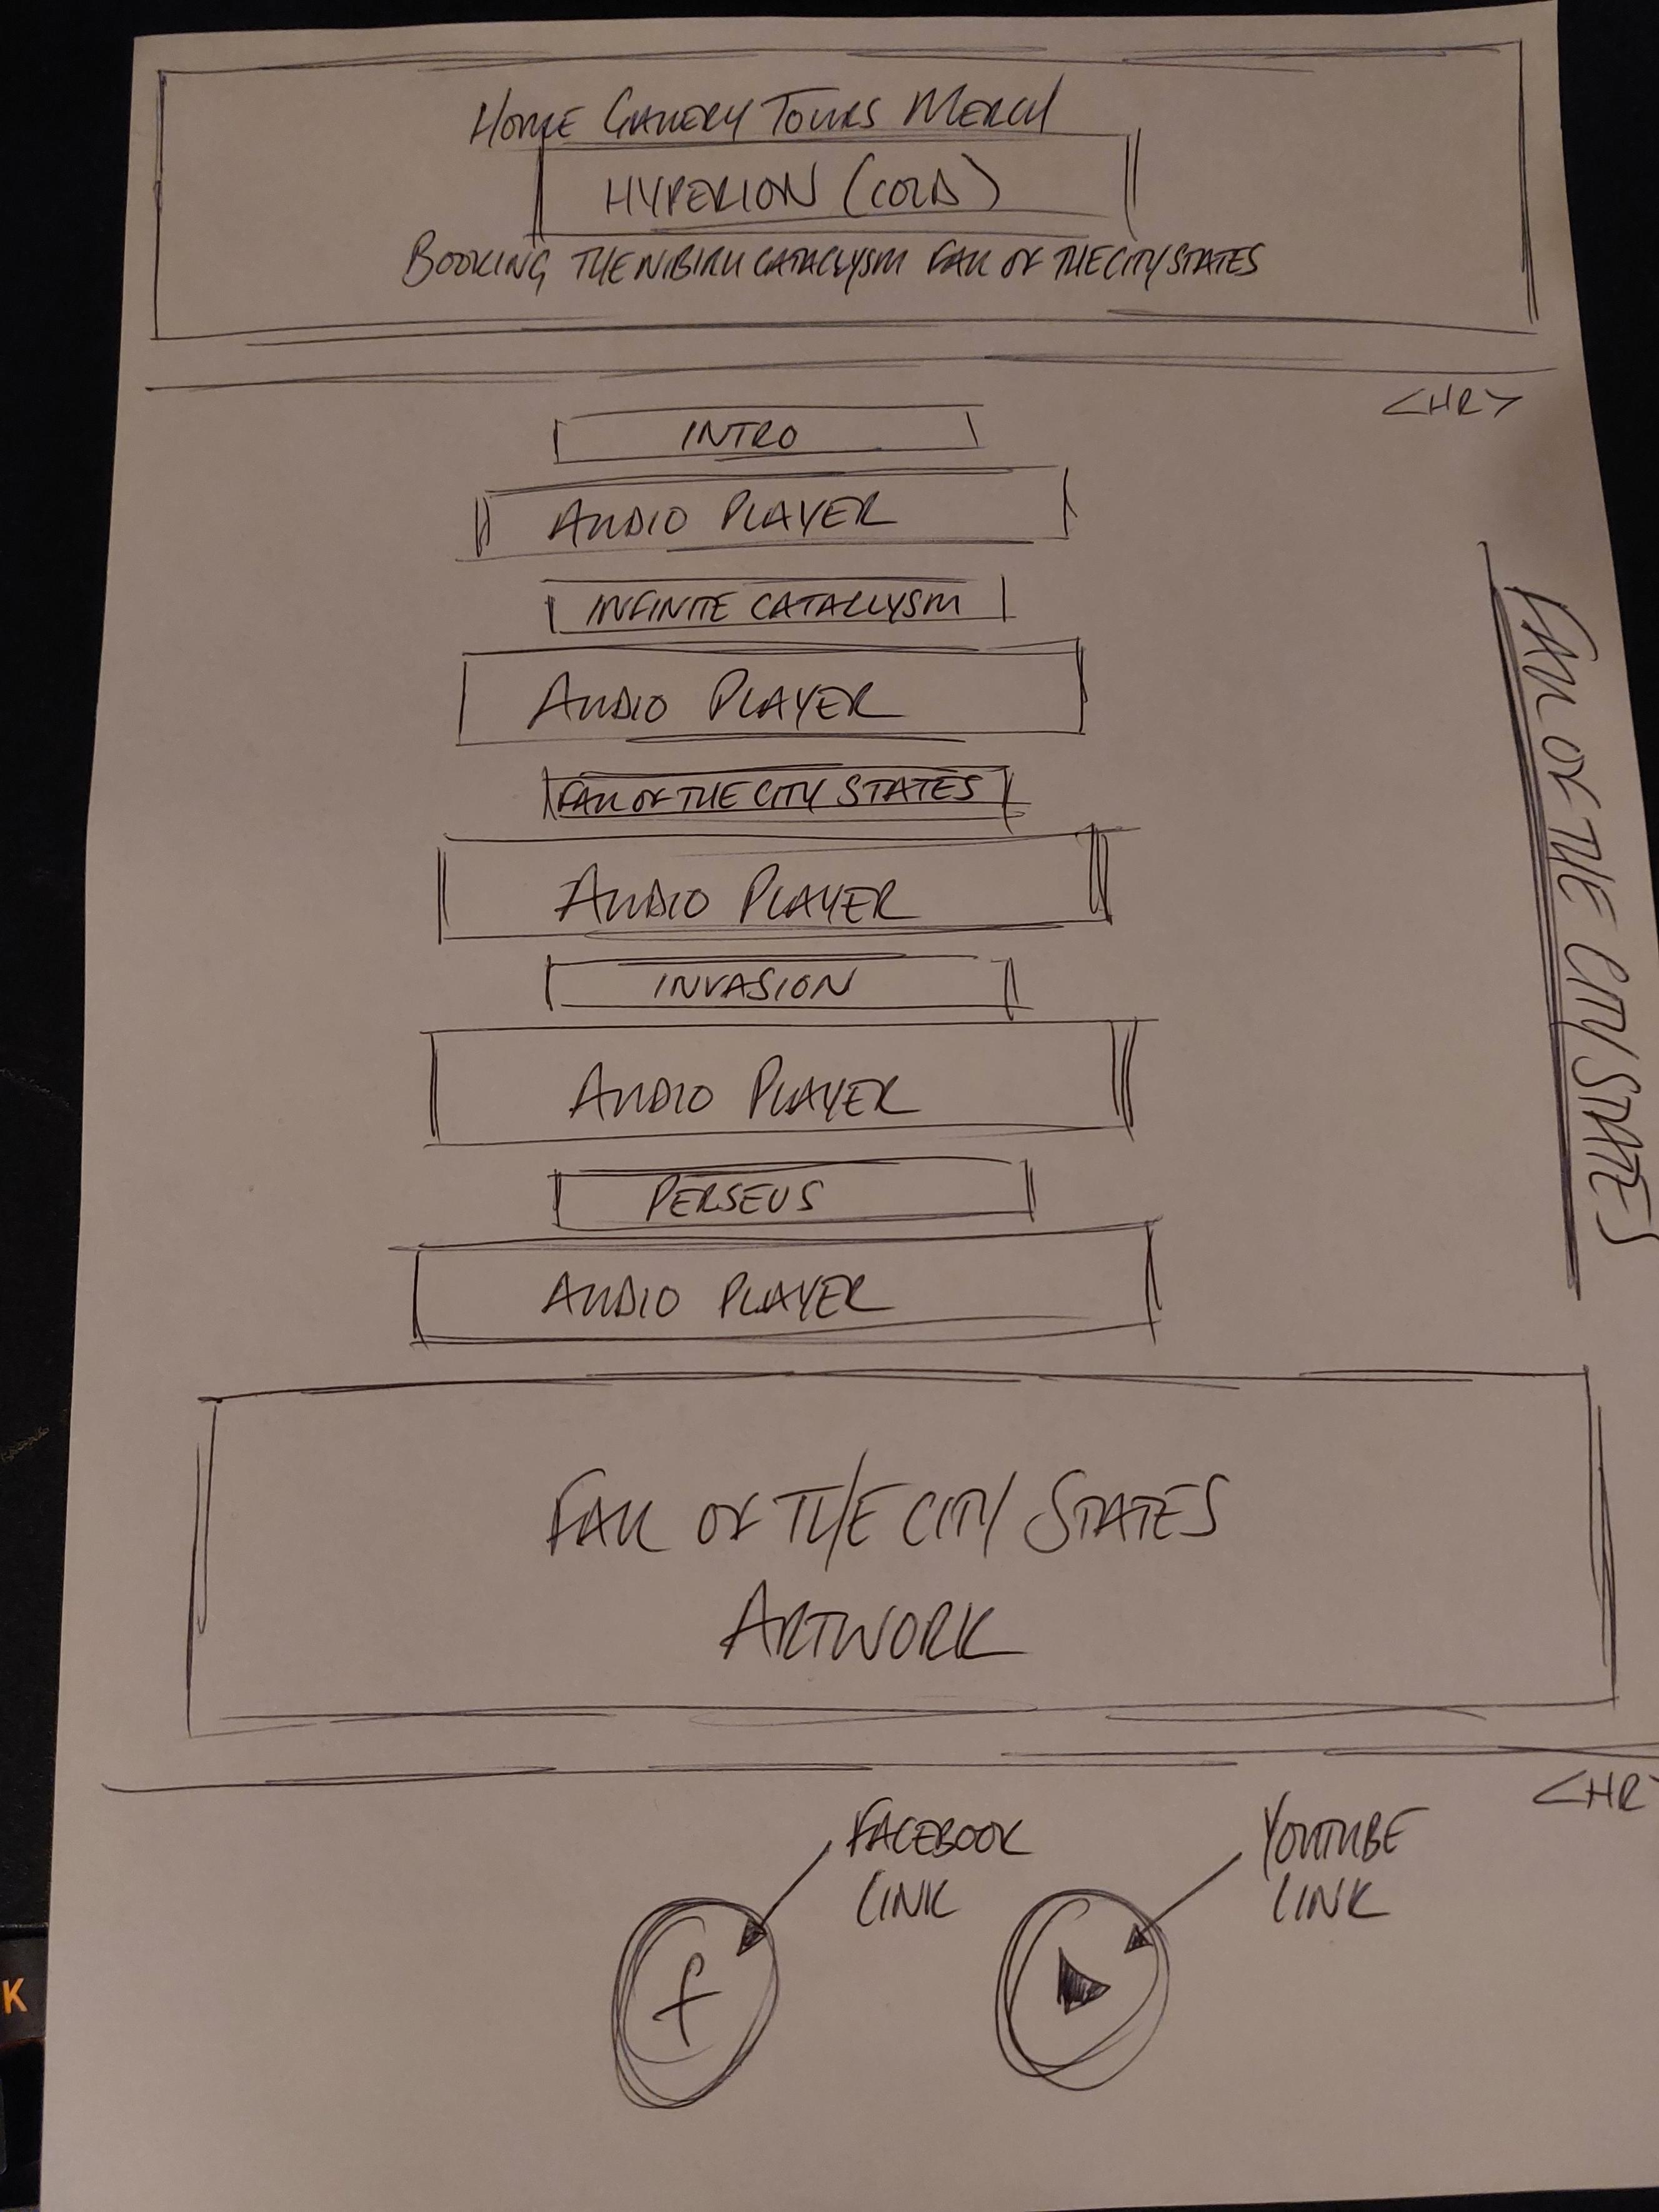 HOME GALLERY TOURS MERCH
HYPERION (COLD)
BOOKING THE NIBIRU CATACLYSM FALL OF THE CITY STATES
<HR>
INTRO
AUDIO PLAYER
INFINITE CATACLYSM
AUDIO PLAYER
FALL OF THE CITY STATES
AUDIO PLAYER
INVASION
AUDIO PLAYER
PERSEUS
AUDIO PLAYER
FALL OF THE CITY STATES
FALL OF THE CITY STATES
ARTWORK
<HR>
FACEBOOK
LINK
YOUTUBE
LINK
f
K